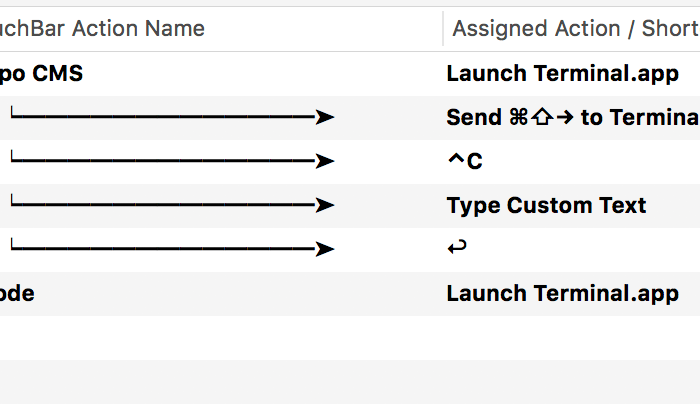 uchBar Action Name Assigned Action / Short
po CMS Launch Terminal.app
Send ⌘⇧→ to Termina
^C
Type Custom Text
↩
ode Launch Terminal.app